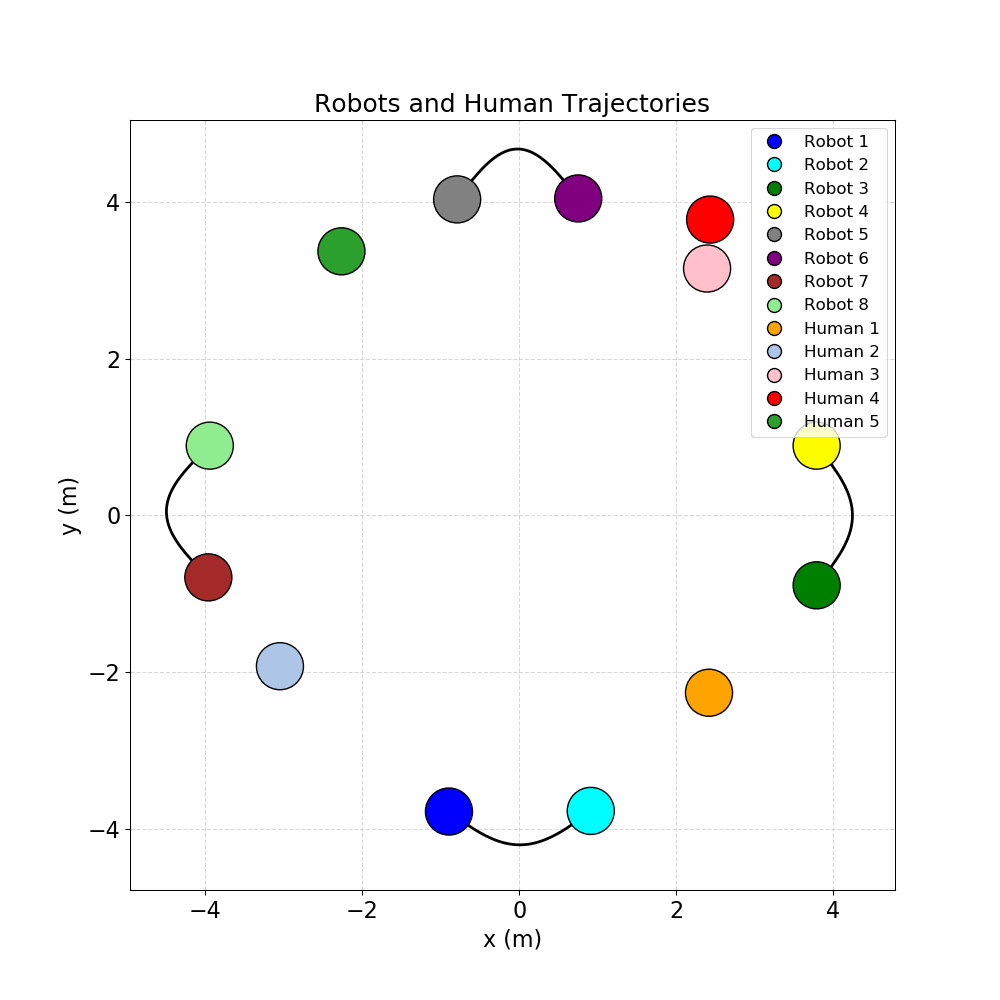 Robots and Human Trajectories
Robot 1
Robot 2
Robot 3
Robot 4
Robot 5
Robot 6
Robot 7
Robot 8
Human 1
Human 2
Human 3
Human 4
Human 5
4
2
0
−2
−4
y (m)
−4
−2
0
2
4
x (m)